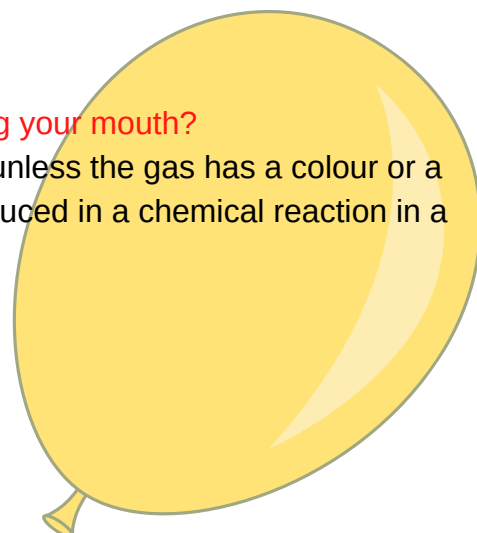 g your mouth?
unless the gas has a colour or a
uced in a chemical reaction in a